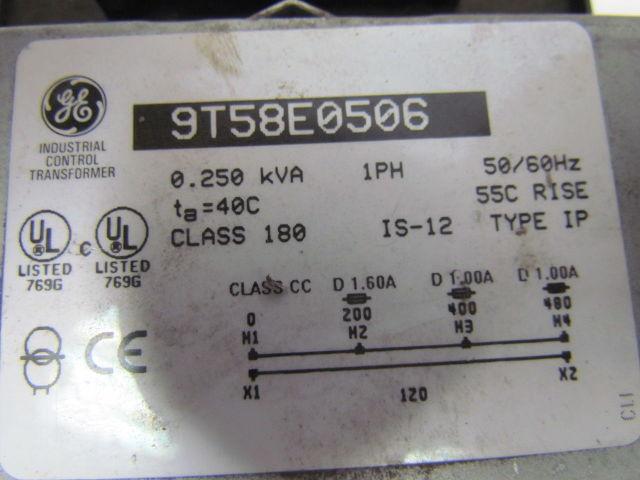 GE
9T58E0506
INDUSTRIAL
CONTROL
TRANSFORMER
0.250 kVA 1PH 50/60Hz
ta=40C 55C RISE
CLASS 180 IS-12 TYPE IP
UL C UL
LISTED LISTED
769G 769G
CLASS CC D 1.60A D 1.00A D 1.00A
0 200 400 480
H1 H2 H3 H4
CE
X1 120 X2
CLI